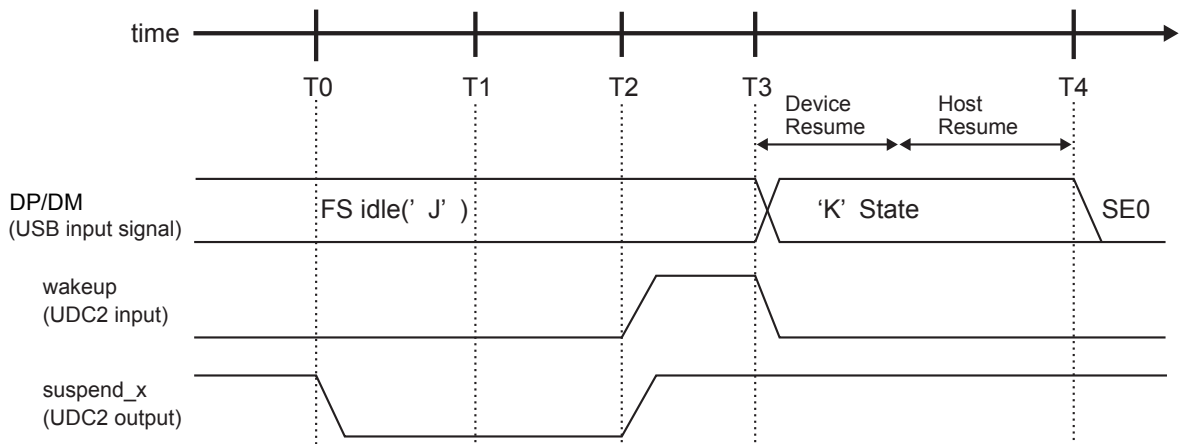 time
T0
T1
T2
T3
T4
Device
Resume
Host
Resume
DP/DM
(USB input signal)
FS idle(’ J’ )
‘K’ State
SE0
wakeup
(UDC2 input)
suspend_x
(UDC2 output)